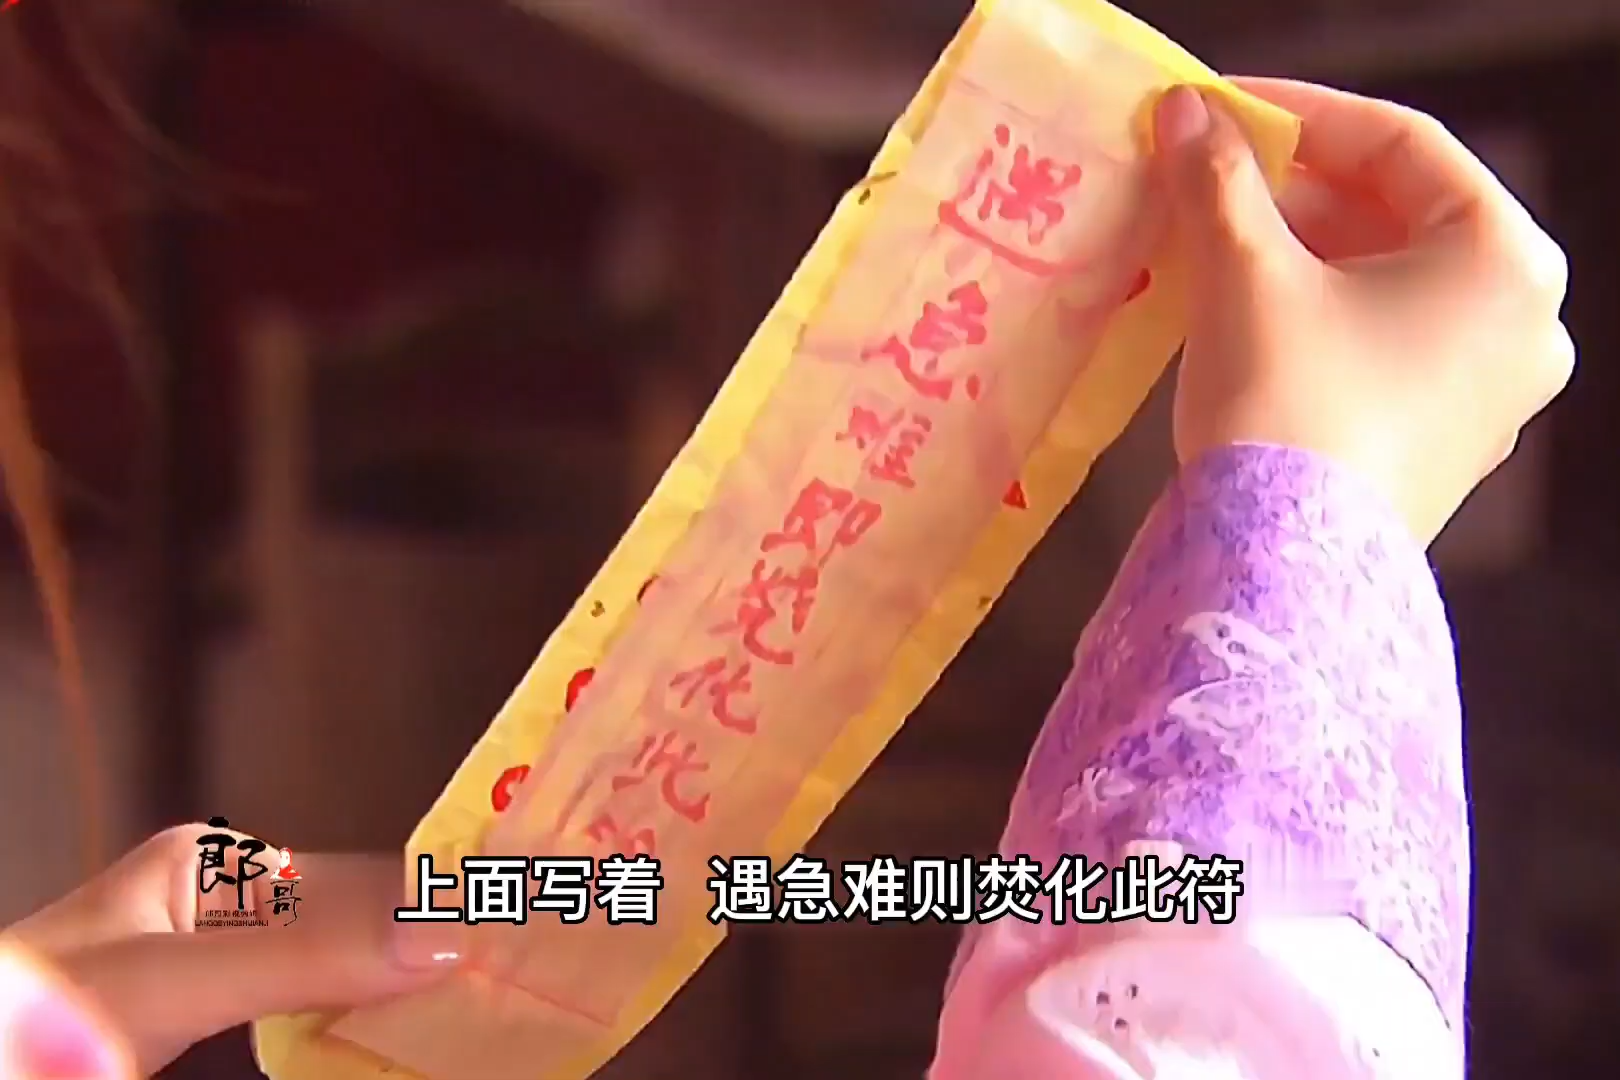 遇急难即焚化此符
郎哥
上面写着 遇急难则焚化此符